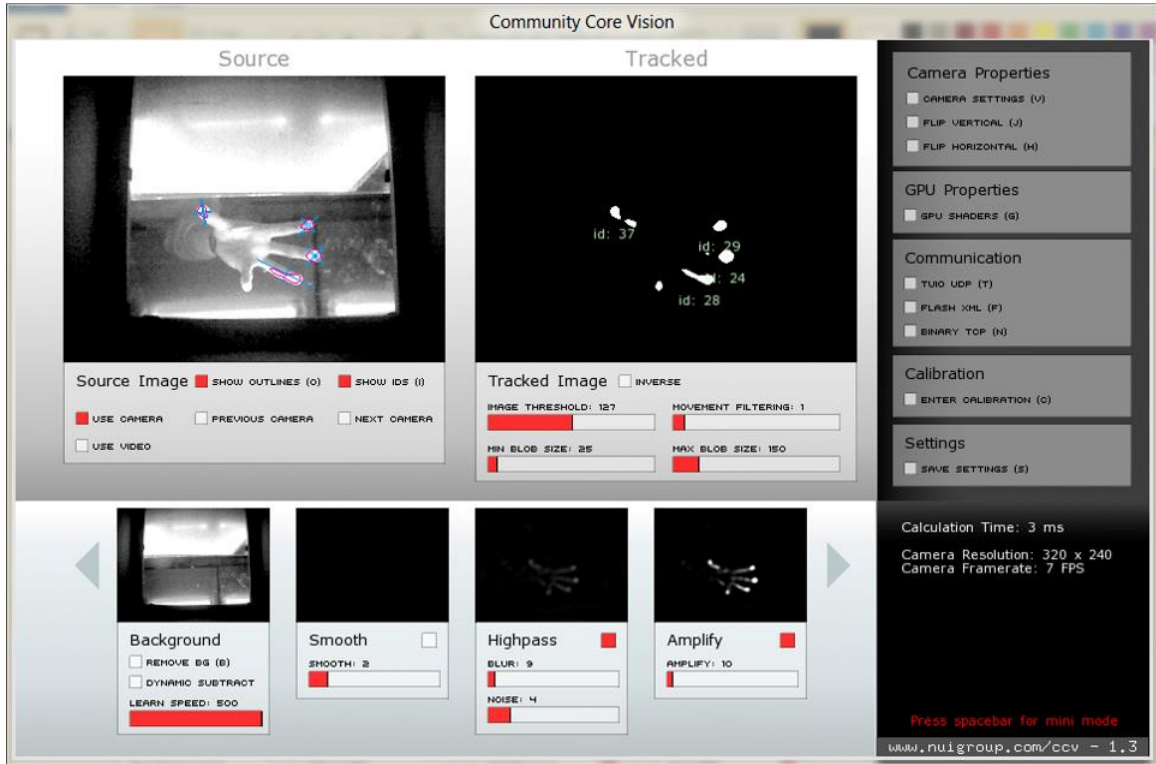 Community Core Vision
Source
Tracked
id: 37
id: 29
id: 24
id: 28
Source Image
SHOW OUTLINES (O)
SHOW IDS (I)
USE CAMERA
PREVIOUS CAMERA
NEXT CAMERA
USE VIDEO
Tracked Image
INVERSE
IMAGE THRESHOLD: 127
MOVEMENT FILTERING: 1
MIN BLOB SIZE: 25
MAX BLOB SIZE: 150
Camera Properties
CAMERA SETTINGS (V)
FLIP VERTICAL (J)
FLIP HORIZONTAL (H)
GPU Properties
GPU SHADERS (G)
Communication
TUIO UDP (T)
FLASH XML (F)
BINARY TCP (N)
Calibration
ENTER CALIBRATION (C)
Settings
SAVE SETTINGS (S)
Background
REMOVE BG (B)
DYNAMIC SUBTRACT
LEARN SPEED: 500
Smooth
SMOOTH: 2
Highpass
BLUR: 9
NOISE: 4
Amplify
AMPLIFY: 10
Calculation Time: 3 ms
Camera Resolution: 320 x 240
Camera Framerate: 7 FPS
Press spacebar for mini mode
www.nuigroup.com/ccv - 1.3